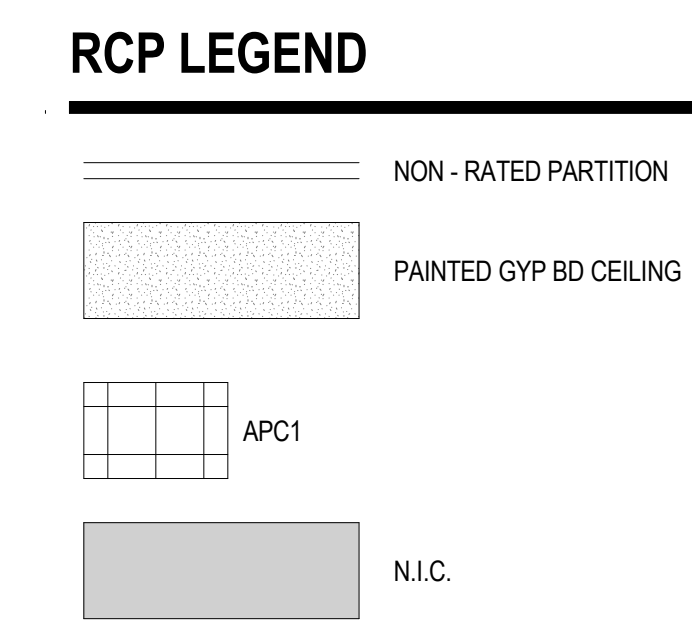 RCP LEGEND
NON - RATED PARTITION
PAINTED GYP BD CEILING
APC1
N.I.C.